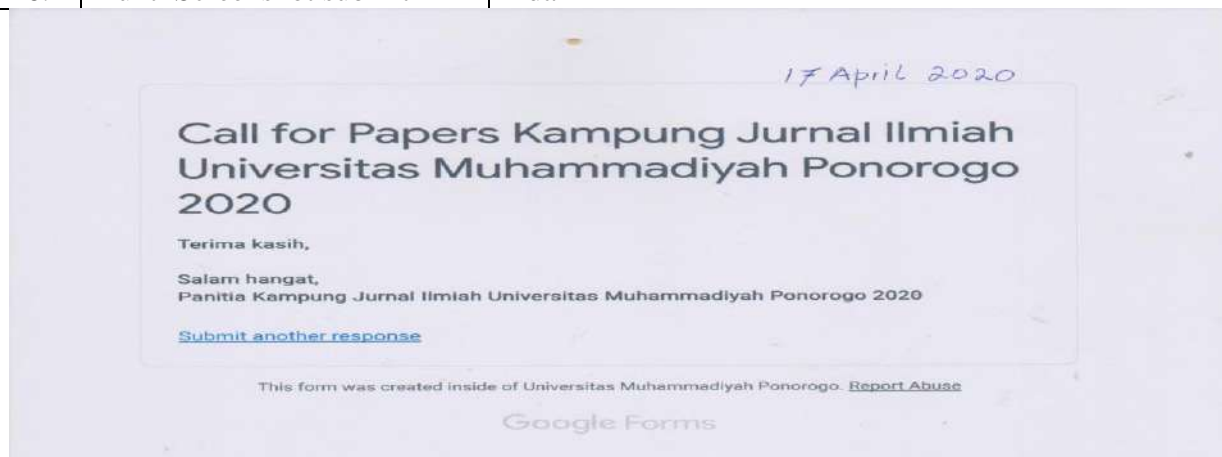 17 April 2020
Call for Papers Kampung Jurnal Ilmiah
Universitas Muhammadiyah Ponorogo
2020
Terima kasih,
Salam hangat,
Panitia Kampung Jurnal Ilmiah Universitas Muhammadiyah Ponorogo 2020
Submit another response
This form was created inside of Universitas Muhammadiyah Ponorogo. Report Abuse
Google Forms